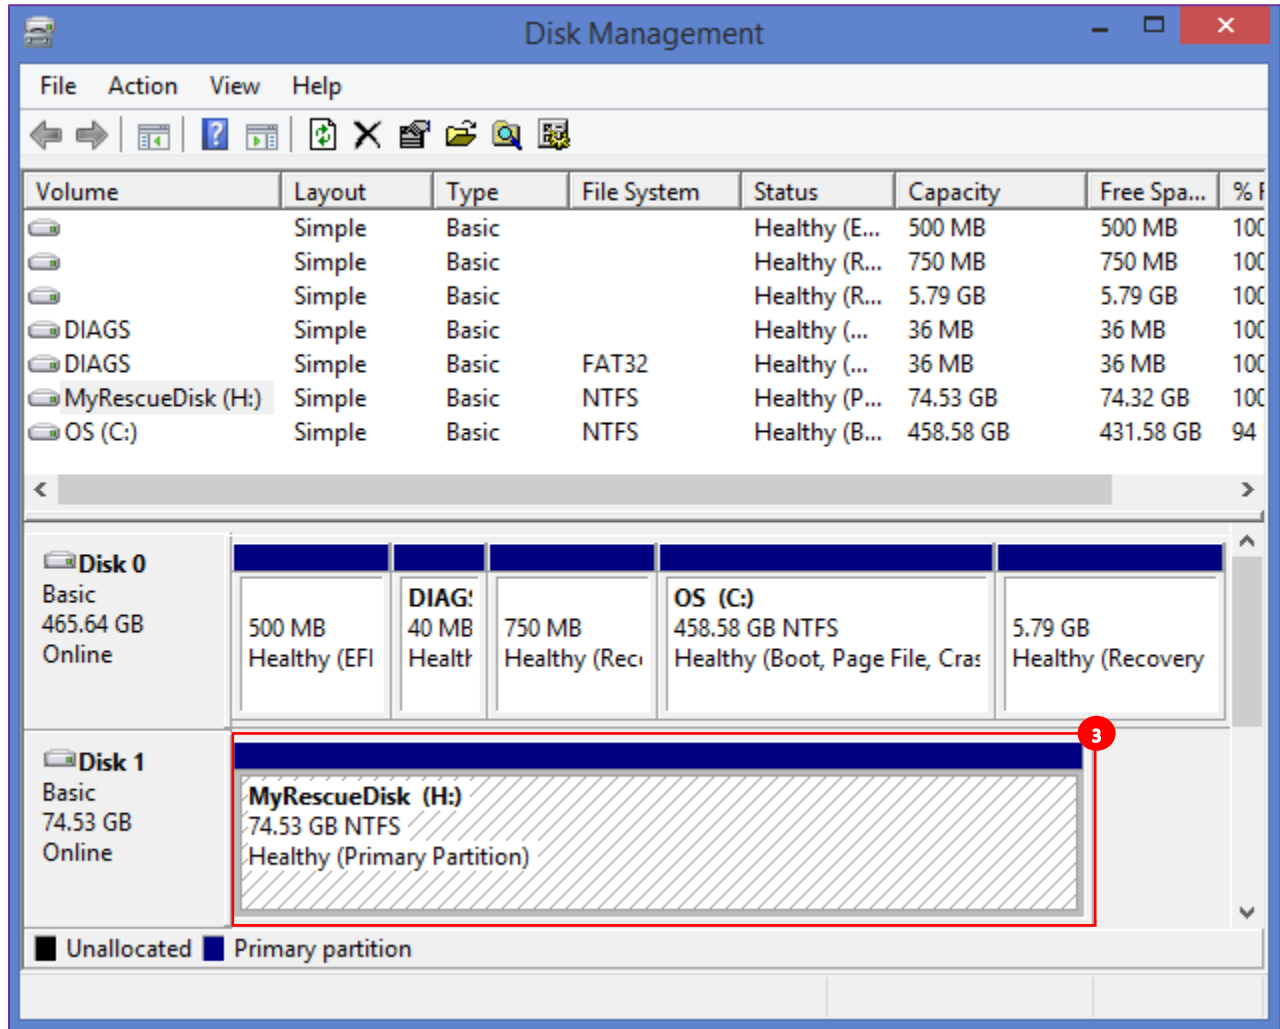 Disk Management
File Action View Help
Volume Layout Type File System Status Capacity Free Spa... % F
Simple Basic Healthy (E... 500 MB 500 MB 100
Simple Basic Healthy (R... 750 MB 750 MB 100
Simple Basic Healthy (R... 5.79 GB 5.79 GB 100
DIAGS Simple Basic Healthy (... 36 MB 36 MB 100
DIAGS Simple Basic FAT32 Healthy (... 36 MB 36 MB 100
MyRescueDisk (H:) Simple Basic NTFS Healthy (P... 74.53 GB 74.32 GB 100
OS (C:) Simple Basic NTFS Healthy (B... 458.58 GB 431.58 GB 94
Disk 0
Basic
465.64 GB
Online
500 MB
Healthy (EFI
DIAGS
40 MB
Healt
750 MB
Healthy (Rec
OS (C:)
458.58 GB NTFS
Healthy (Boot, Page File, Cras
5.79 GB
Healthy (Recovery
3
Disk 1
Basic
74.53 GB
Online
MyRescueDisk (H:)
74.53 GB NTFS
Healthy (Primary Partition)
Unallocated Primary partition